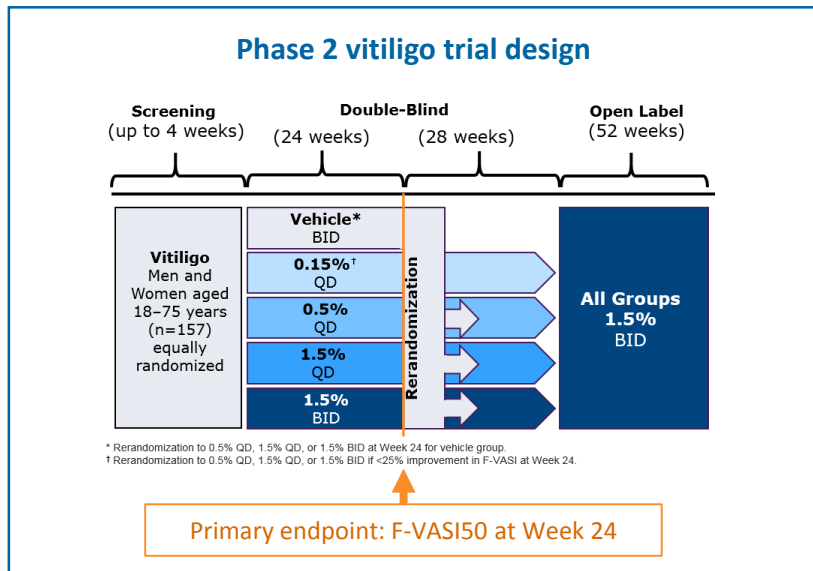 Phase 2 vitiligo trial design
Screening
(up to 4 weeks)
Double-Blind
(24 weeks)
(28 weeks)
Open Label
(52 weeks)
Vitiligo
Men and
Women aged
18–75 years
(n=157)
equally
randomized
Vehicle*
BID
0.15%†
QD
0.5%
QD
1.5%
QD
1.5%
BID
Rerandomization
All Groups
1.5%
BID
* Rerandomization to 0.5% QD, 1.5% QD, or 1.5% BID at Week 24 for vehicle group.
† Rerandomization to 0.5% QD, 1.5% QD, or 1.5% BID if <25% improvement in F-VASI at Week 24.
Primary endpoint: F-VASI50 at Week 24